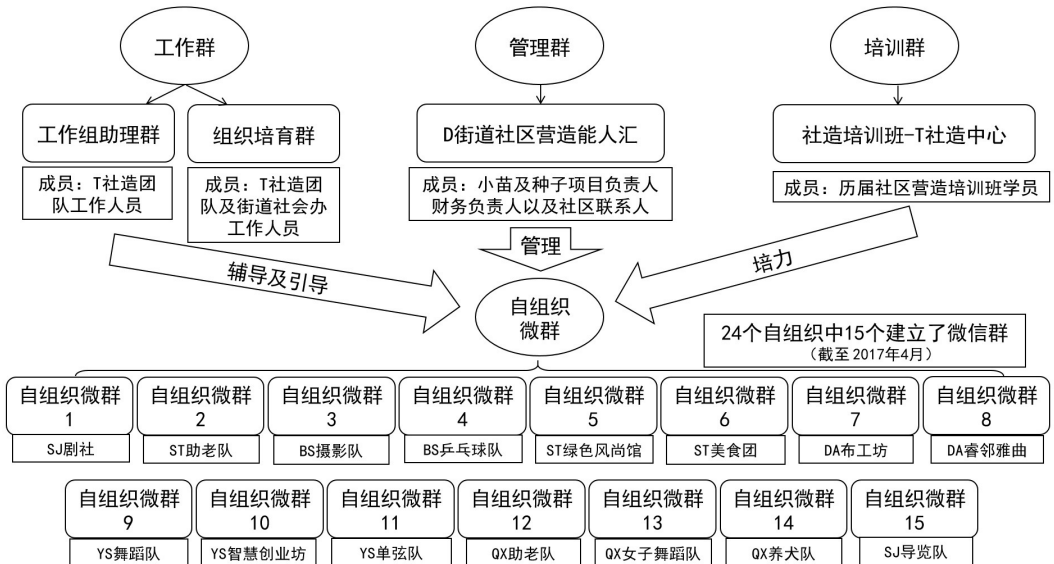 工作群
管理群
培训群
工作组助理群
组织培育群
D街道社区营造能人汇
社造培训班-T社造中心
成员：T社造团
队工作人员
成员：T社造团
队及街道社会办
工作人员
成员：小苗及种子项目负责人
财务负责人以及社区联系人
成员：历届社区营造培训班学员
辅导及引导
管理
培力
自组织
微群
24个自组织中15个建立了微信群
（截至2017年4月）
自组织微群
1
SJ剧社
自组织微群
2
ST助老队
自组织微群
3
BS摄影队
自组织微群
4
BS乒乓球队
自组织微群
5
ST绿色风尚馆
自组织微群
6
ST美食团
自组织微群
7
DA布工坊
自组织微群
8
DA睿邻雅曲
自组织微群
9
YS舞蹈队
自组织微群
10
YS智慧创业坊
自组织微群
11
YS单弦队
自组织微群
12
QX助老队
自组织微群
13
QX女子舞蹈队
自组织微群
14
QX养犬队
自组织微群
15
SJ导览队